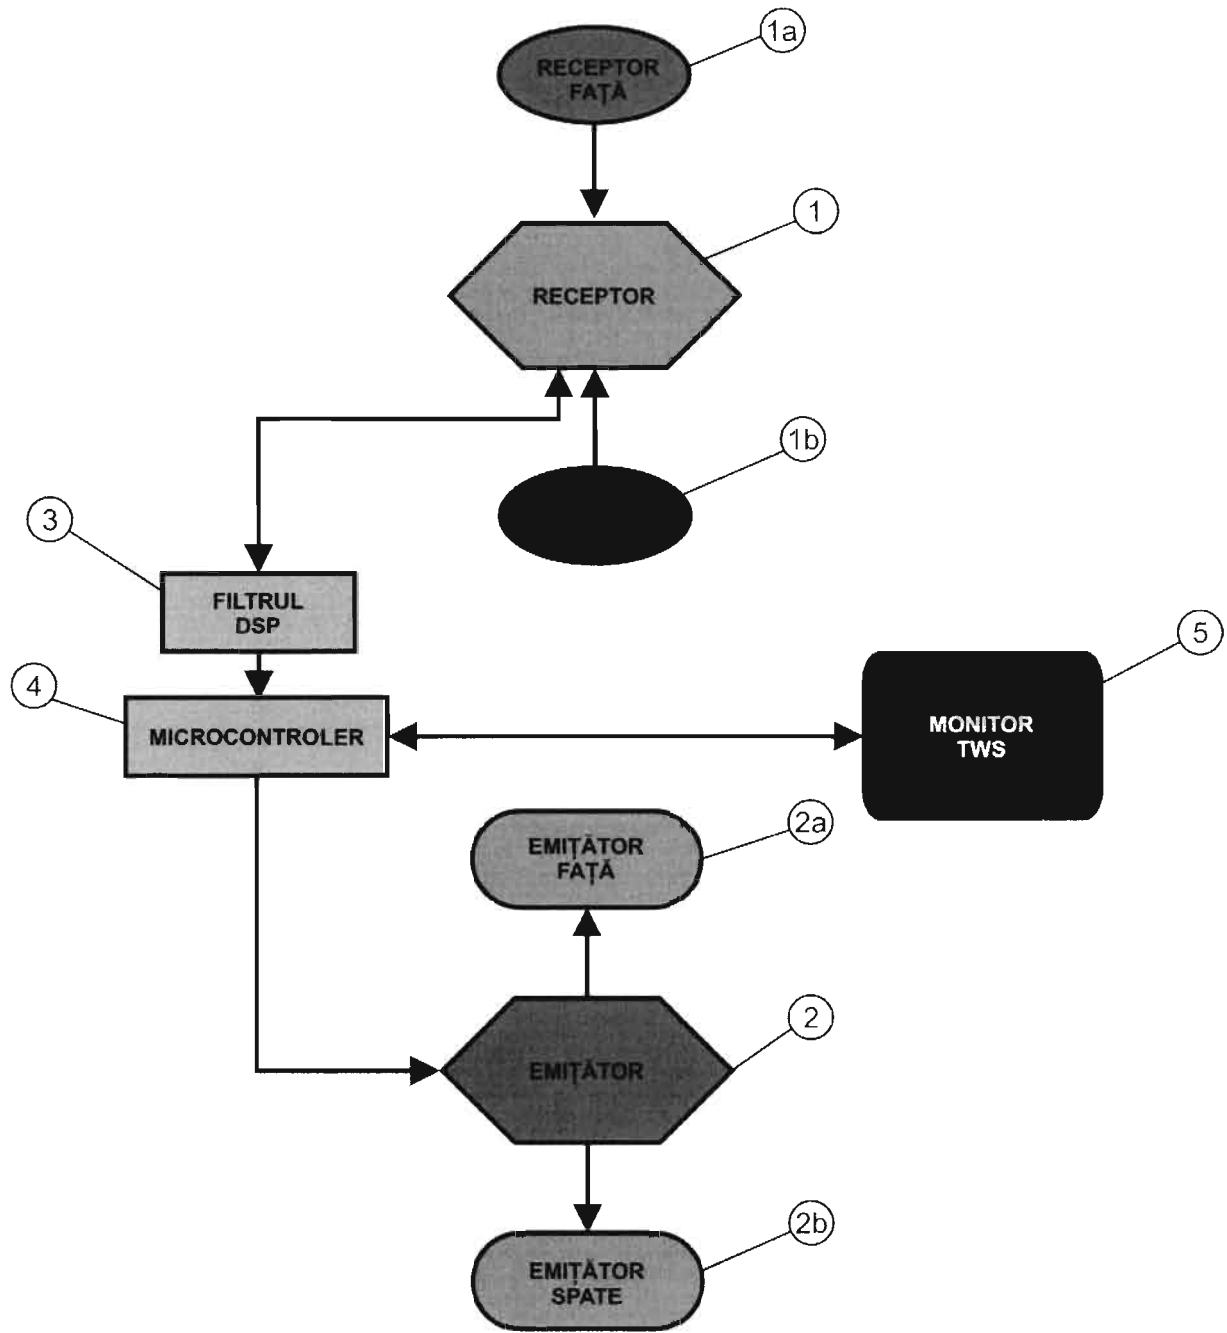 1a
RECEPTOR
FAȚĂ
1
RECEPTOR
1b
3
FILTRUL
DSP
5
4
MICROCONTROLER
MONITOR
TWS
2a
EMIȚĂTOR
FAȚĂ
2
EMIȚĂTOR
2b
EMIȚĂTOR
SPATE